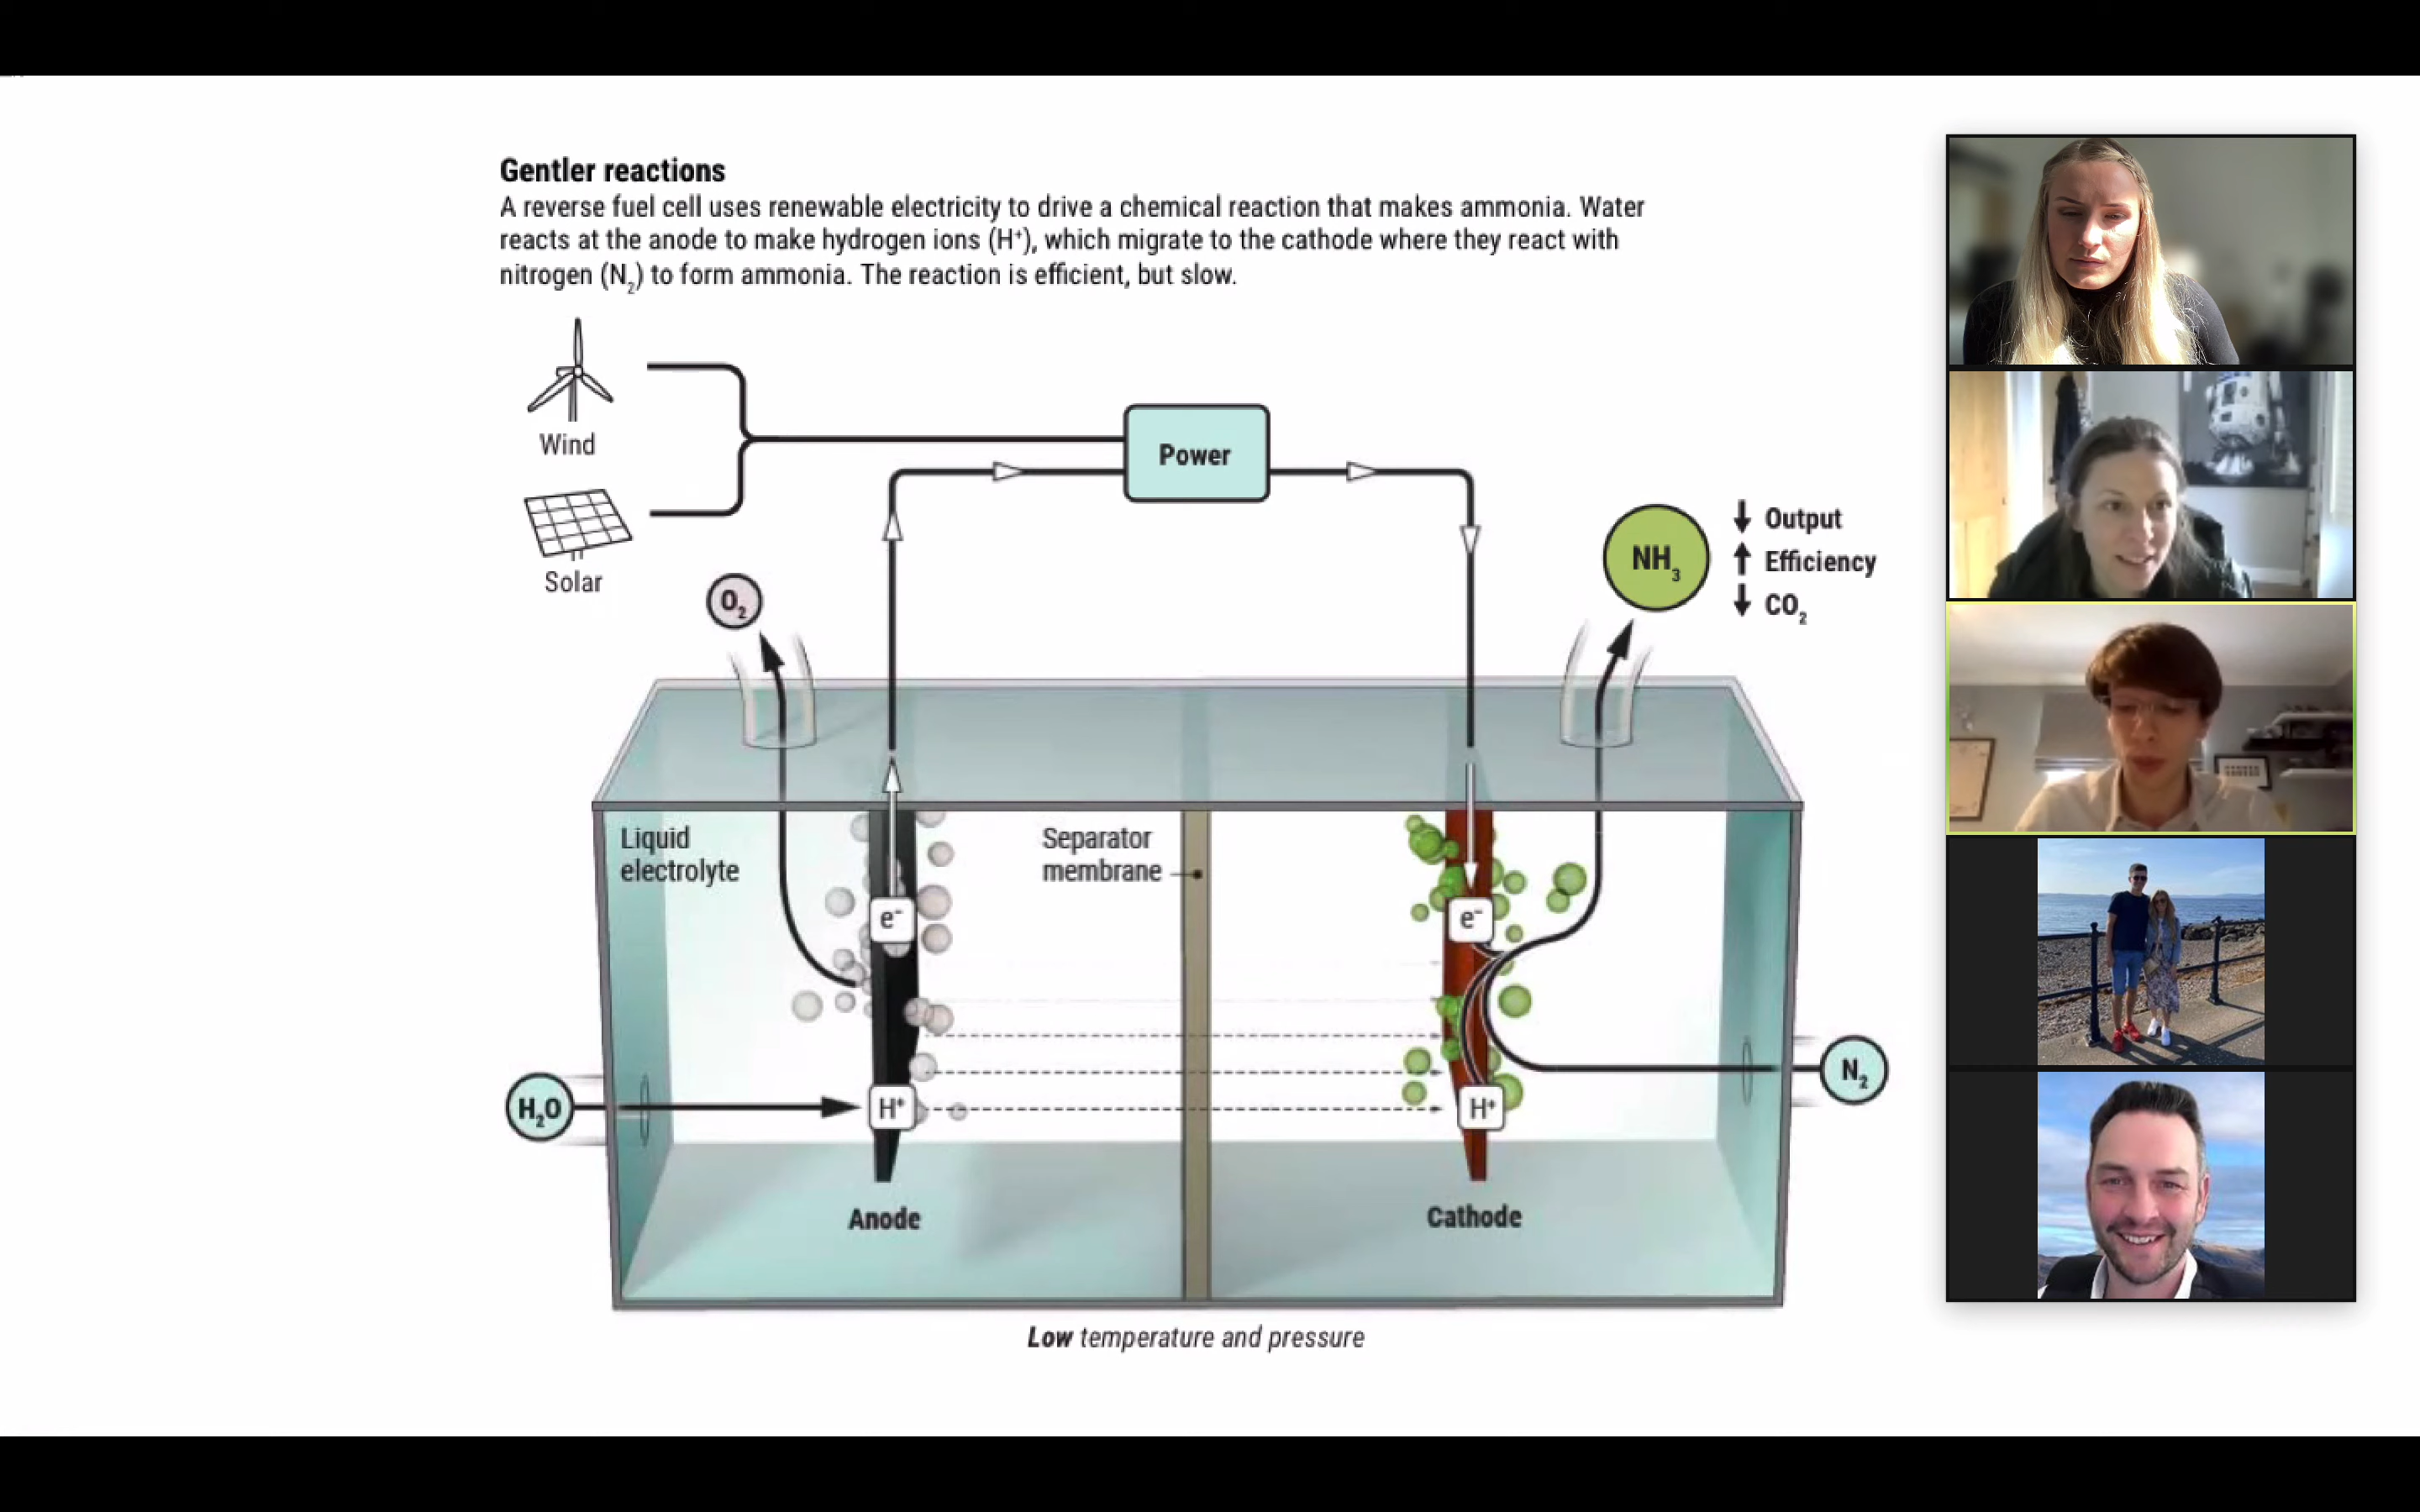 Gentler reactions
A reverse fuel cell uses renewable electricity to drive a chemical reaction that makes ammonia. Water
reacts at the anode to make hydrogen ions (H⁺), which migrate to the cathode where they react with
nitrogen (N₂) to form ammonia. The reaction is efficient, but slow.
Wind
Power
Solar
O₂
NH₃
Output
Efficiency
CO₂
Liquid
electrolyte
Separator
membrane
e⁻
e⁻
H₂O
H⁺
H⁺
N₂
Anode
Cathode
Low temperature and pressure